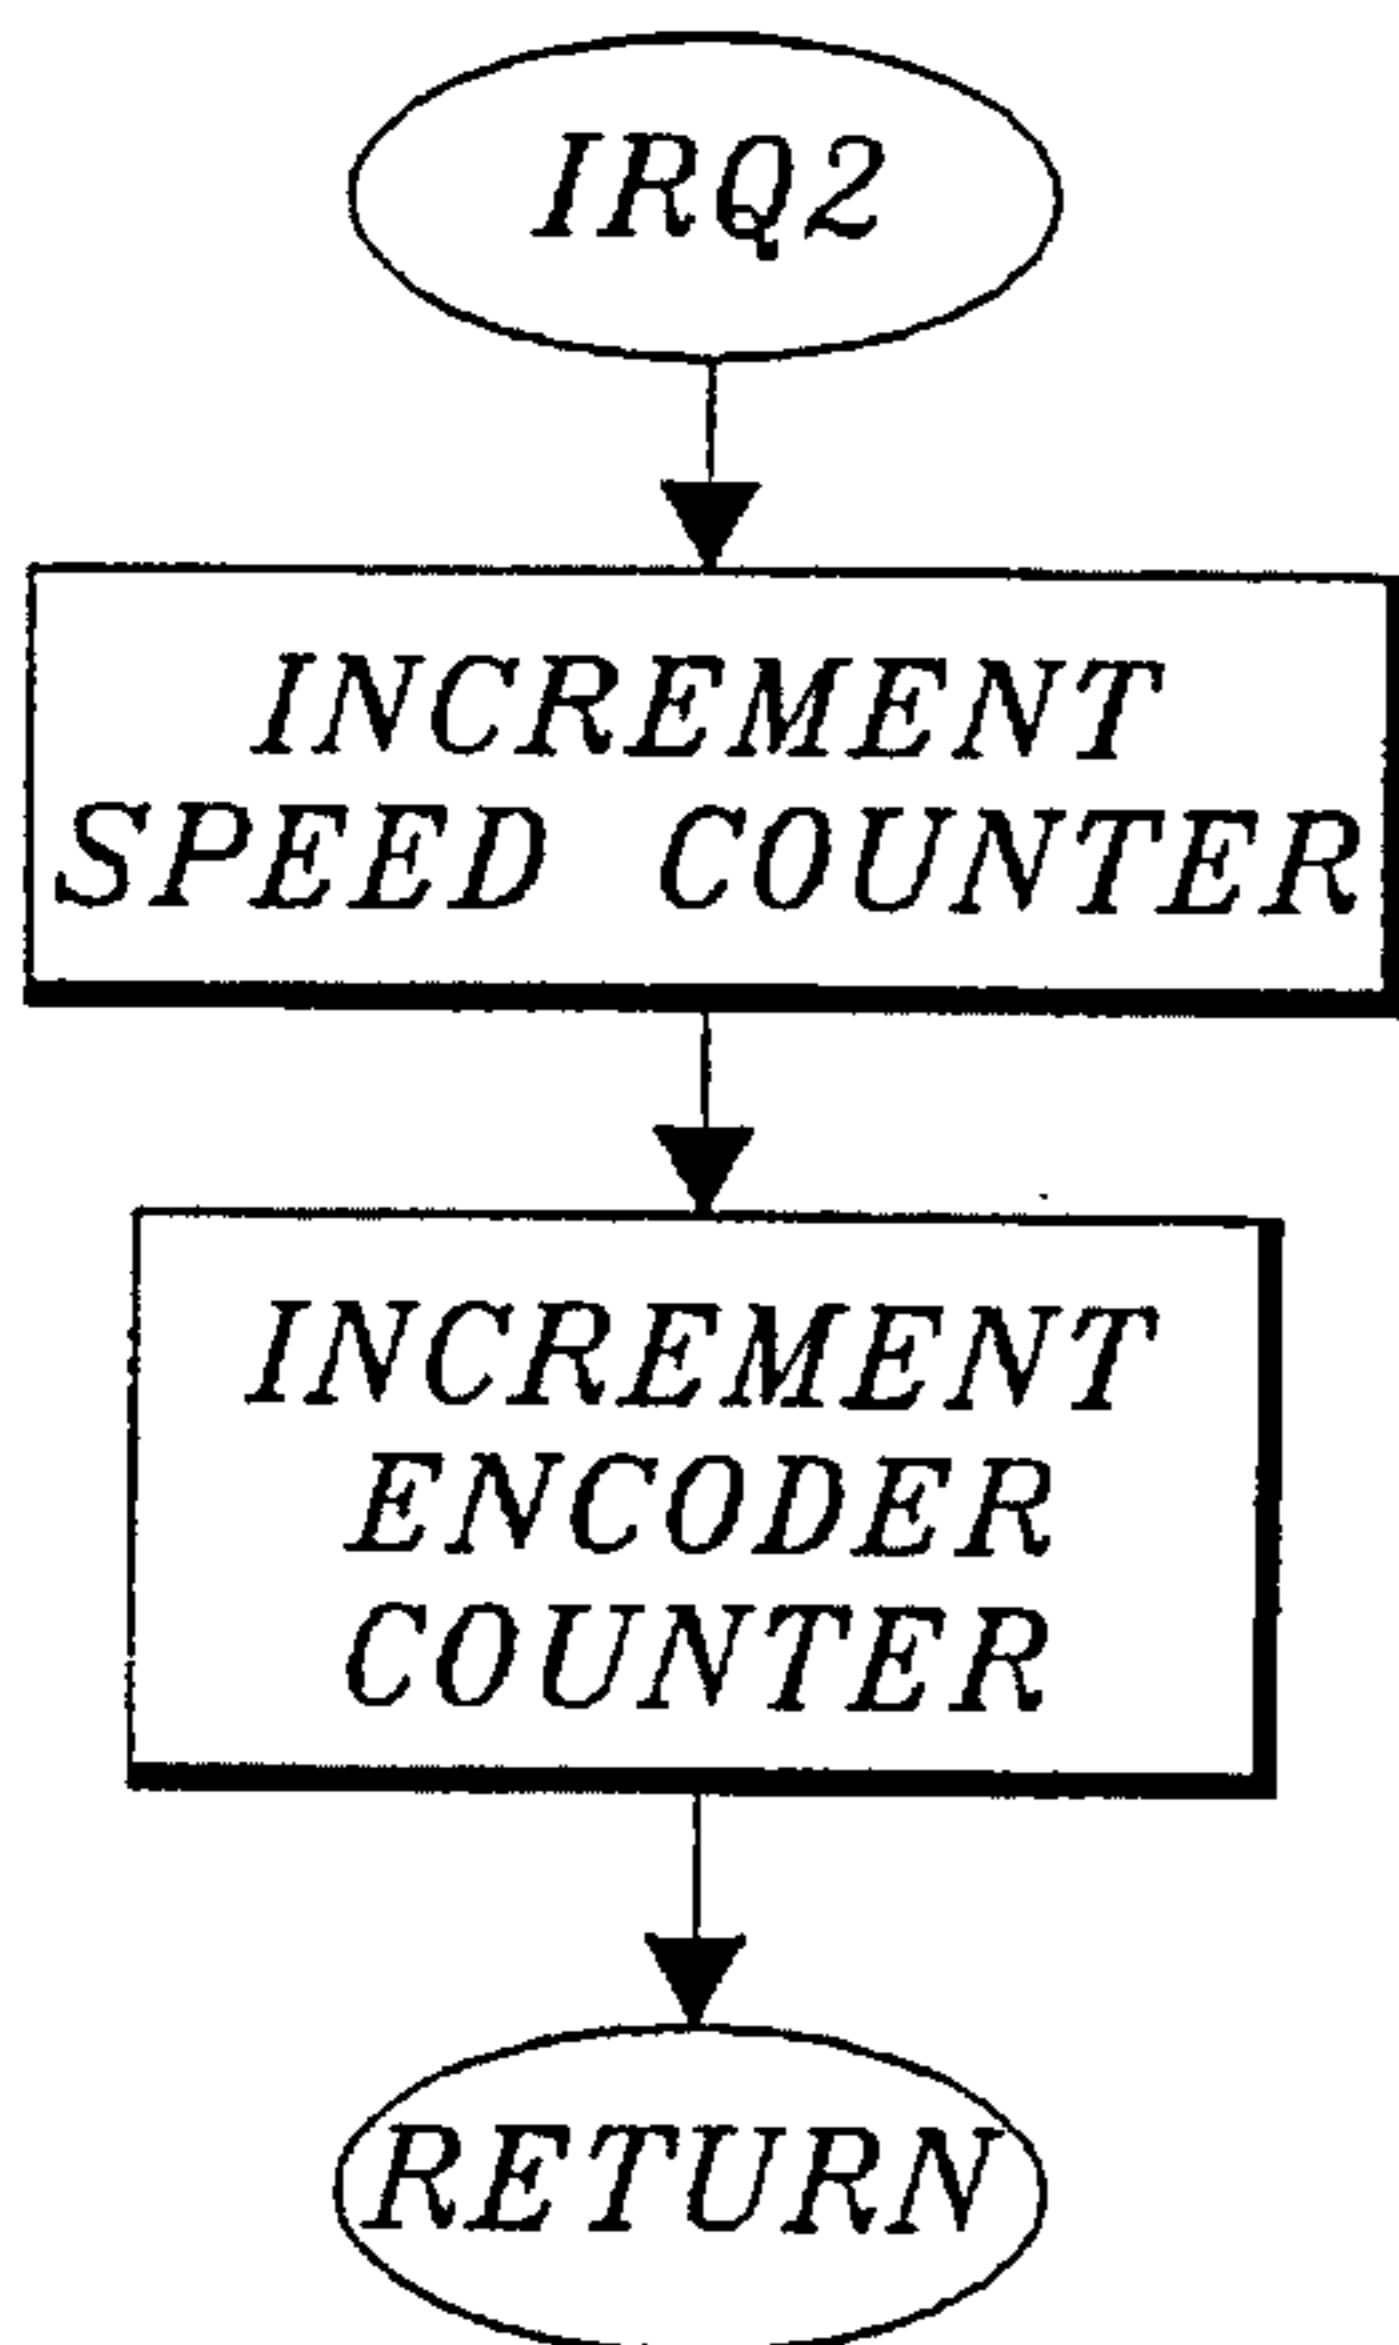 IRQ2
INCREMENT
SPEED COUNTER
INCREMENT
ENCODER
COUNTER
RETURN